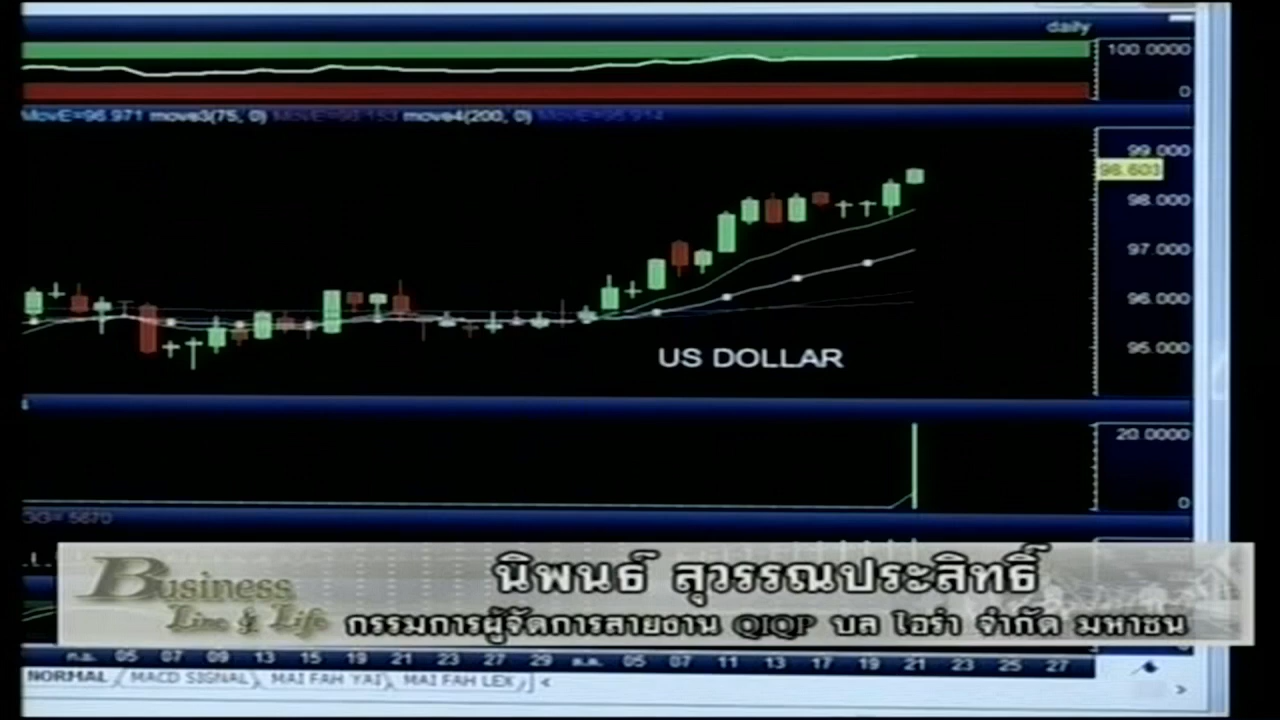 daily
100.0000
0
MovE=96.971 move3(75, 0) move4(200, 0)
99.000
98.603
98.000
97.000
96.000
95.000
US DOLLAR
20.0000
0
Business
Line & Life
นิพนธ์ สุวรรณประสิทธิ์
กรรมการผู้จัดการสายงาน QIQP บล ไอร่า จำกัด มหาชน
05 07 09 13 15 19 21 23 27 29 05 07 11 13 17 19 21 23 25 27
NORMAL MACD SIGNAL MAI FAH YAI MAI FAH LEX